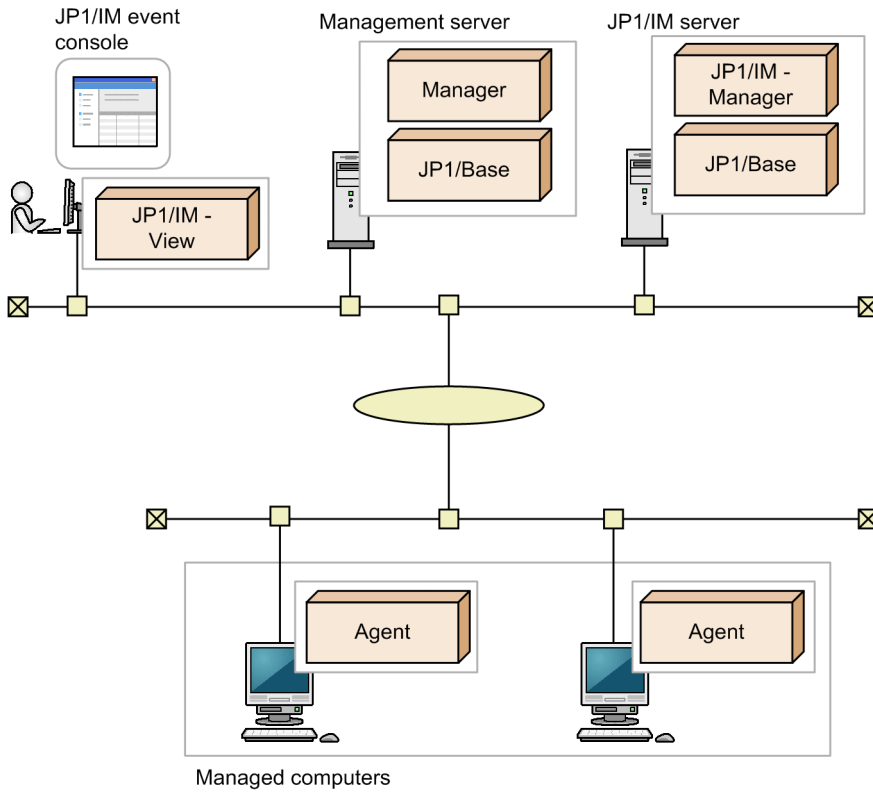 JP1/IM event
console
Management server
JP1/IM server
Manager
JP1/Base
JP1/IM -
Manager
JP1/Base
JP1/IM -
View
Agent
Agent
Managed computers